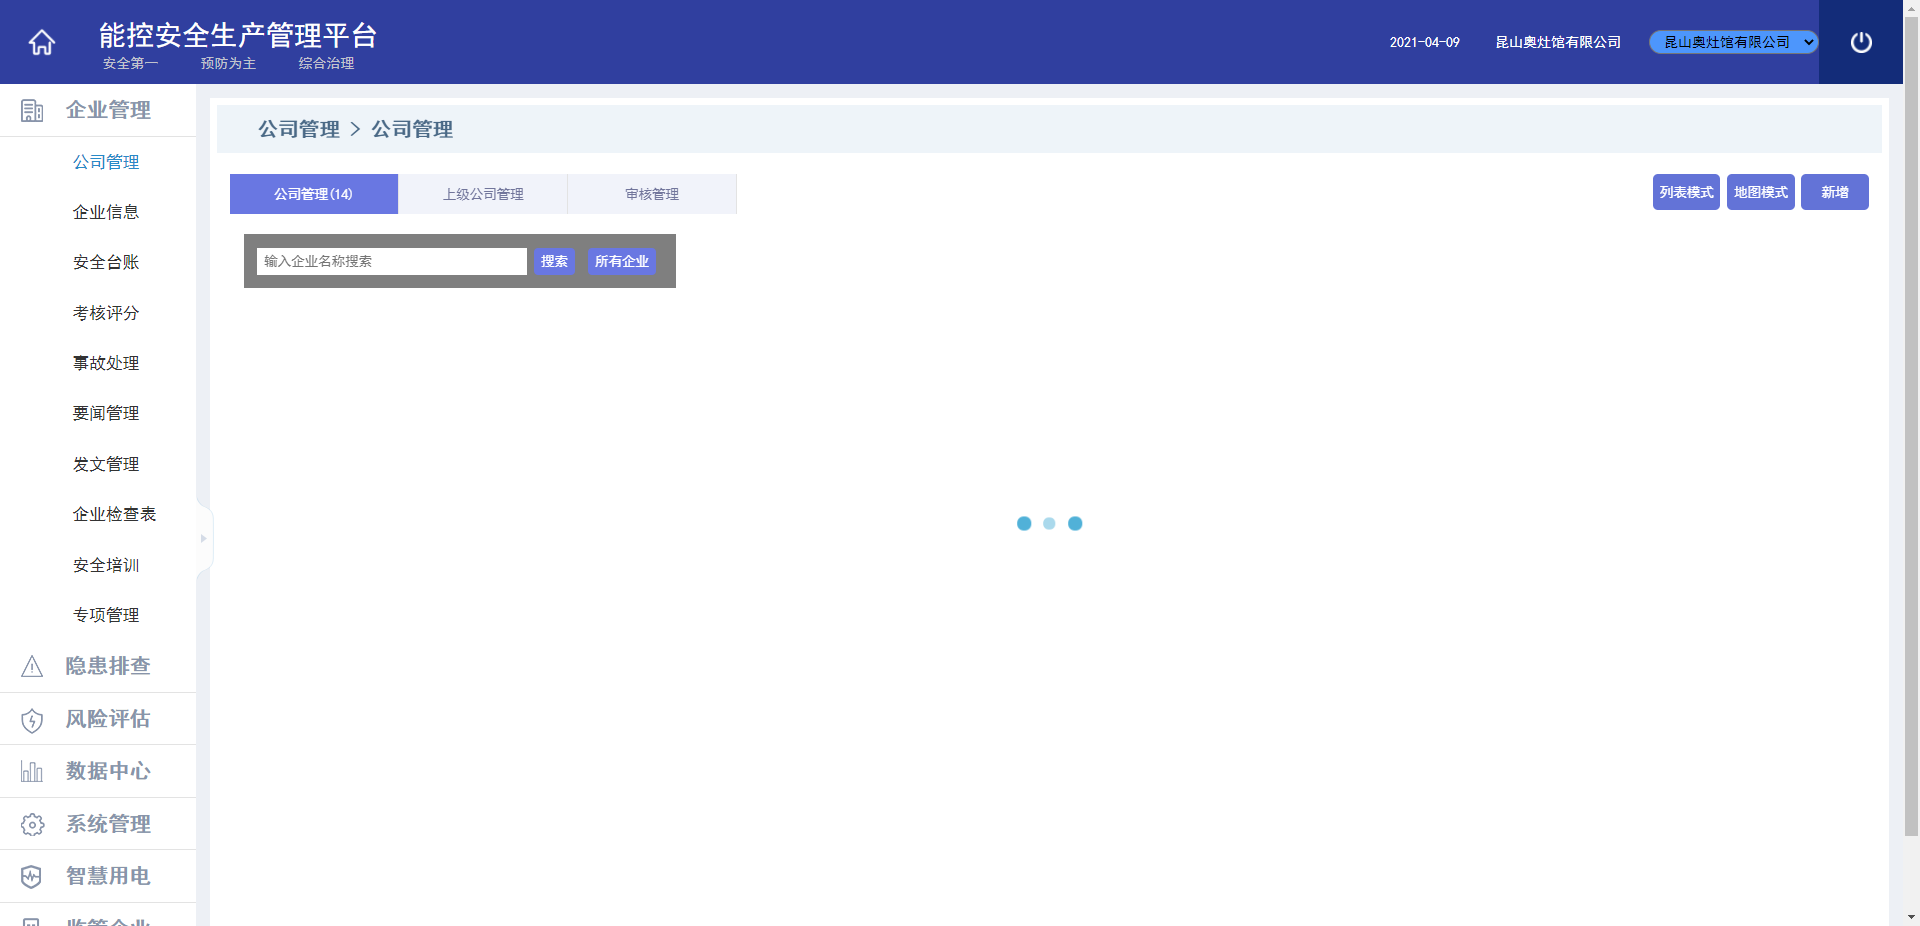 能控安全生产管理平台
安全第一 预防为主 综合治理
2021-04-09 昆山奥灶馆有限公司 昆山奥灶馆有限公司
企业管理
公司管理
企业信息
安全台账
考核评分
事故处理
要闻管理
发文管理
企业检查表
安全培训
专项管理
隐患排查
风险评估
数据中心
系统管理
智慧用电
监管企业
公司管理 > 公司管理
公司管理(14) 上级公司管理 审核管理
列表模式 地图模式 新增
输入企业名称搜索 搜索 所有企业